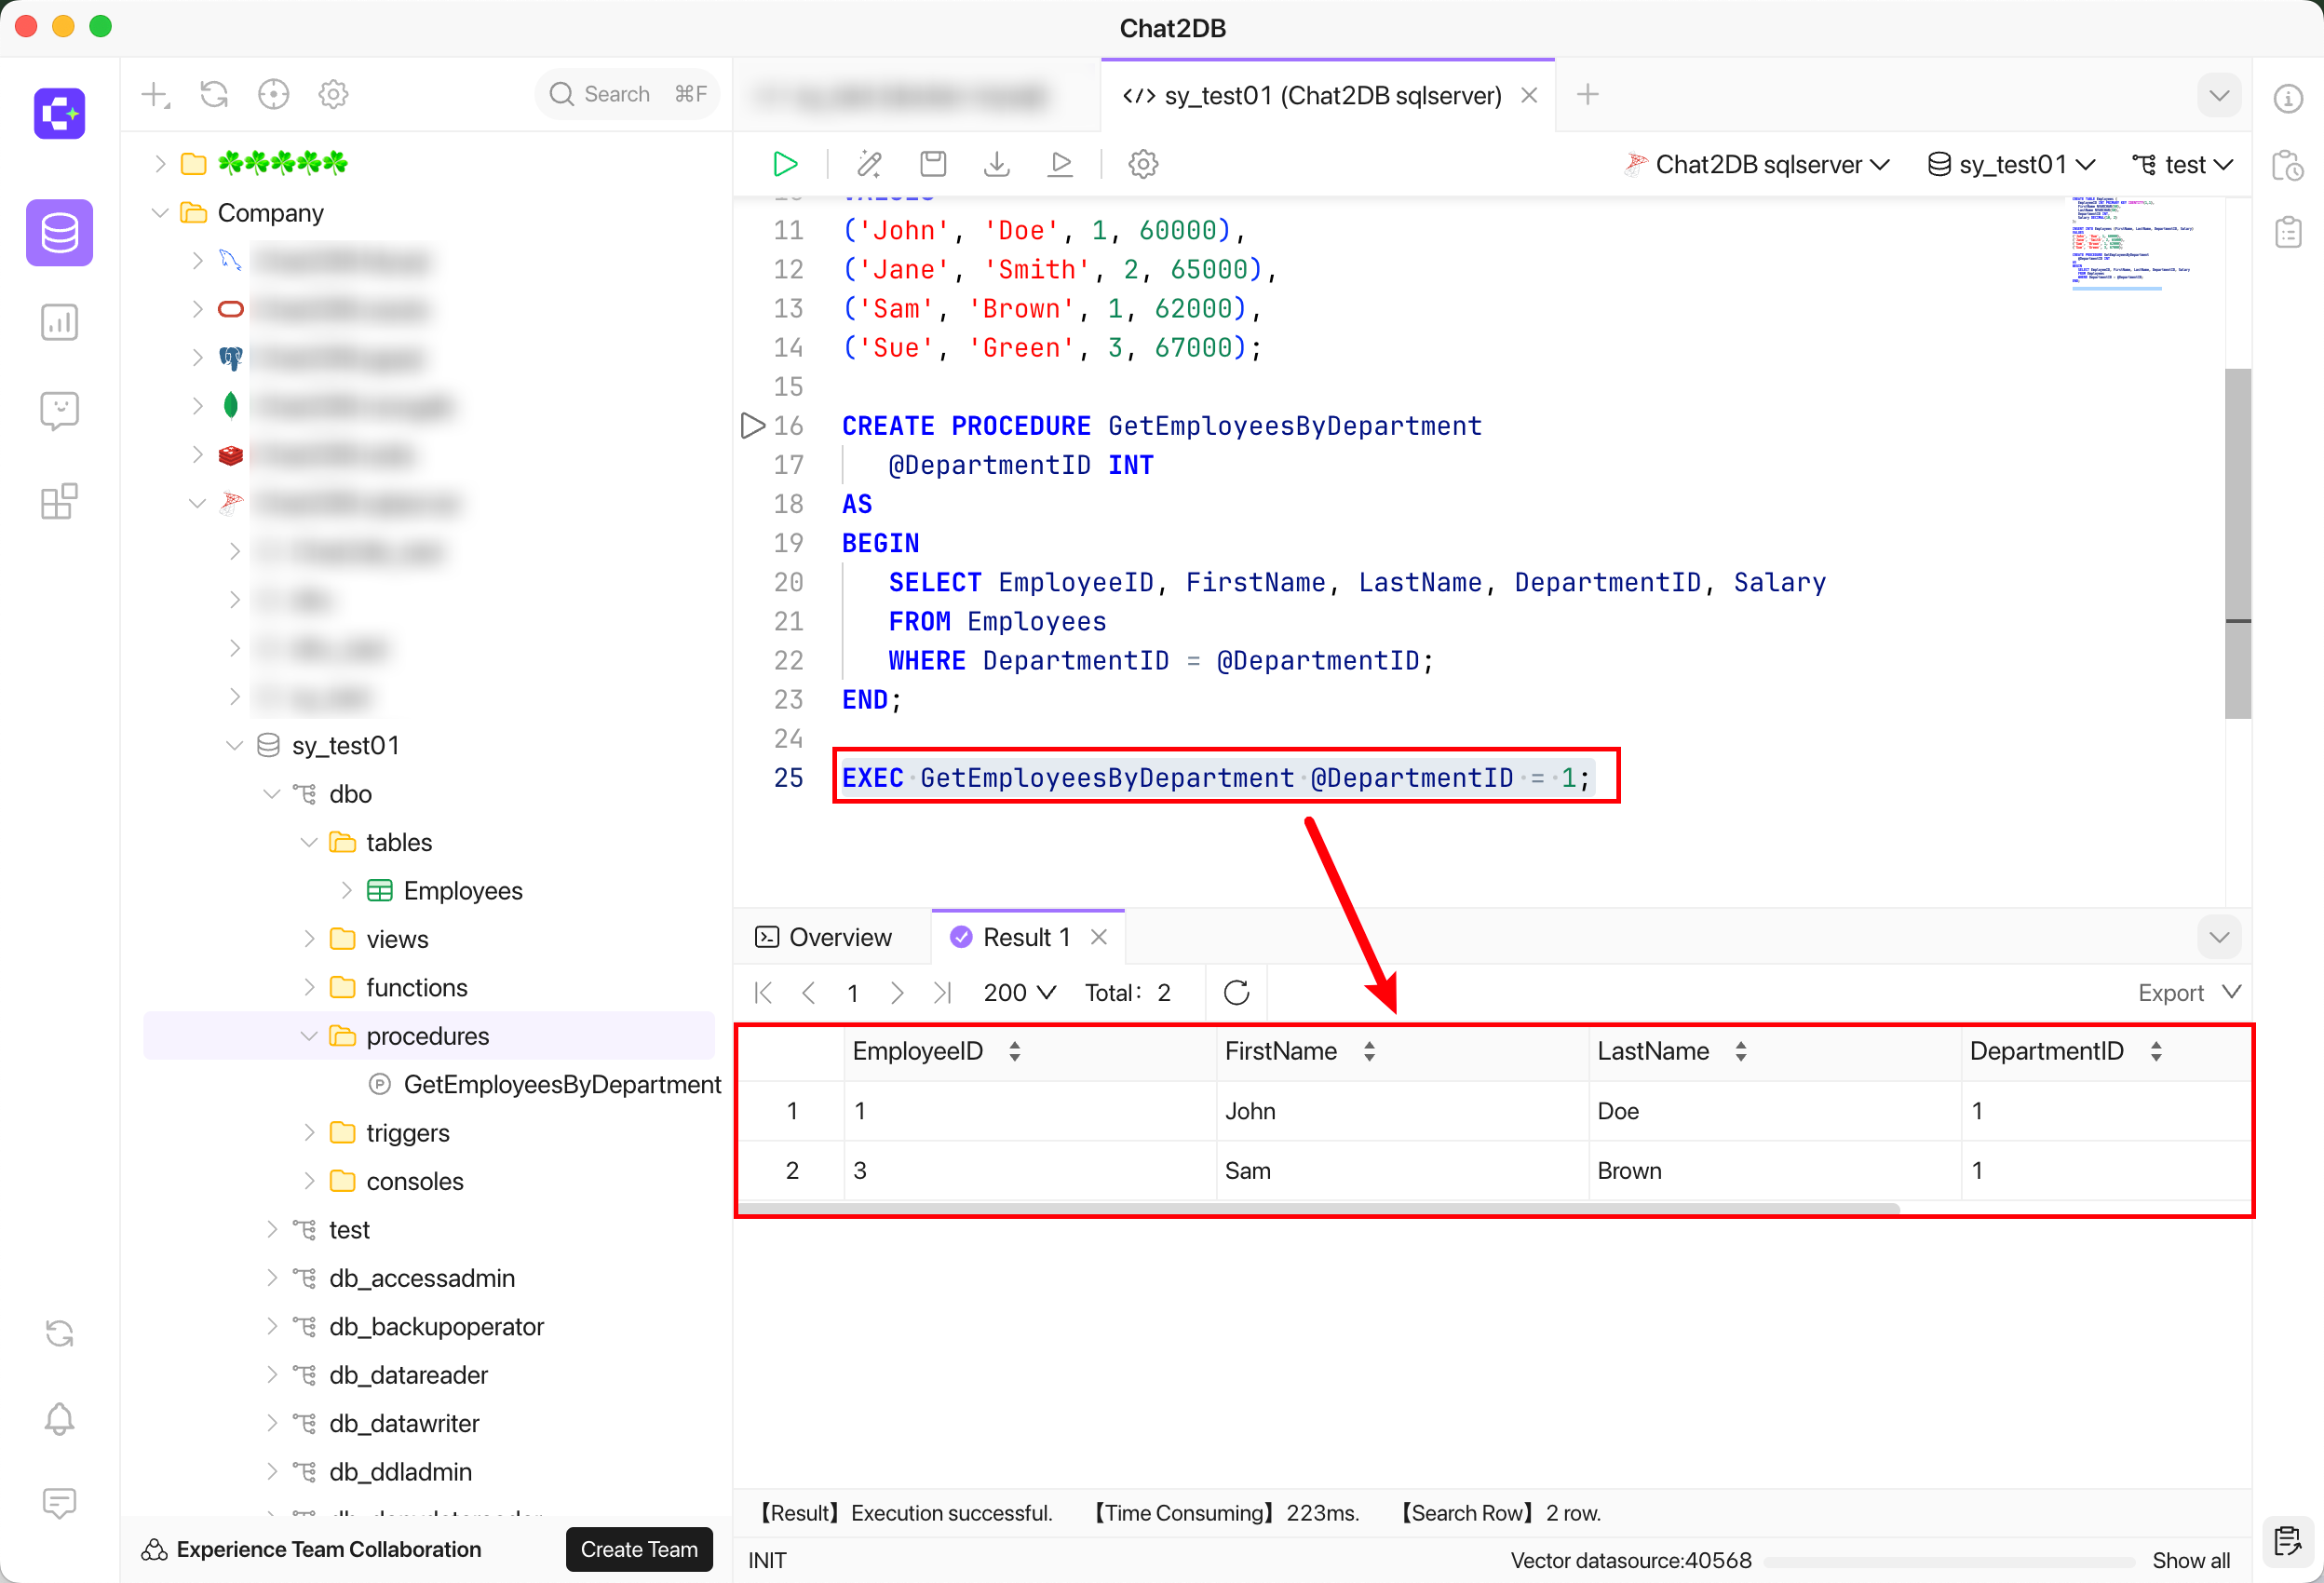 Chat2DB
Search ⌘F
sy_test01 (Chat2DB sqlserver)
Chat2DB sqlserver
sy_test01
test
Company
sy_test01
dbo
tables
Employees
views
functions
procedures
GetEmployeesByDepartment
triggers
consoles
test
db_accessadmin
db_backupoperator
db_datareader
db_datawriter
db_ddladmin
Experience Team Collaboration
Create Team
11 ('John', 'Doe', 1, 60000),
12 ('Jane', 'Smith', 2, 65000),
13 ('Sam', 'Brown', 1, 62000),
14 ('Sue', 'Green', 3, 67000);
15
16 CREATE PROCEDURE GetEmployeesByDepartment
17 @DepartmentID INT
18 AS
19 BEGIN
20 SELECT EmployeeID, FirstName, LastName, DepartmentID, Salary
21 FROM Employees
22 WHERE DepartmentID = @DepartmentID;
23 END;
24
25 EXEC GetEmployeesByDepartment @DepartmentID = 1;
Overview
Result 1
1 200 Total: 2
Export
EmployeeID FirstName LastName DepartmentID
1 1 John Doe 1
2 3 Sam Brown 1
【Result】Execution successful. 【Time Consuming】223ms. 【Search Row】2 row.
INIT
Vector datasource:40568
Show all